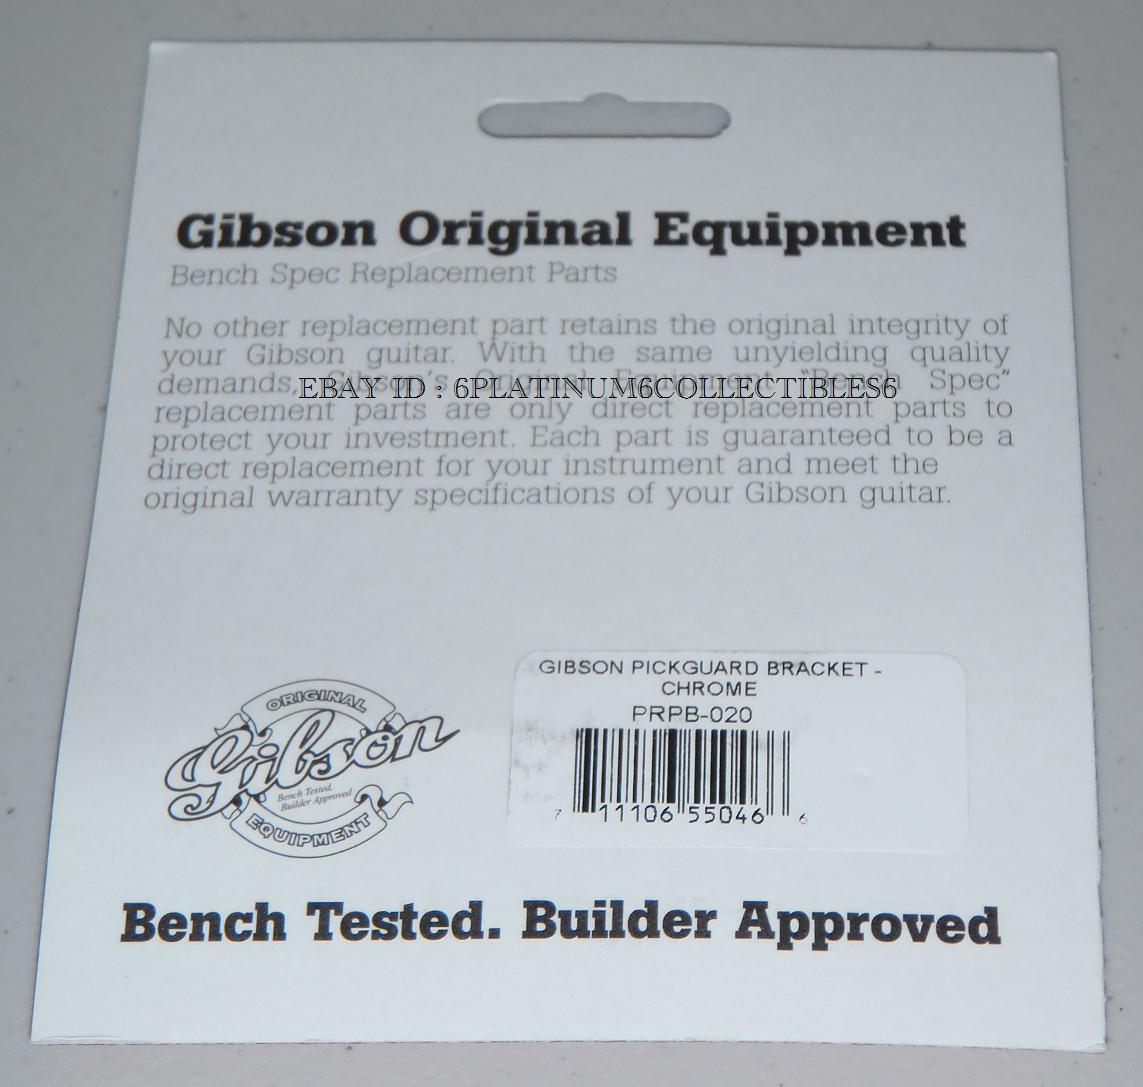 Gibson Original Equipment
Bench Spec Replacement Parts
No other replacement part retains the original integrity of
your Gibson guitar. With the same unyielding quality
demands, Gibson's Original Equipment "Bench Spec"
EBAY ID : 6PLATINUM6COLLECTIBLES6
replacement parts are only direct replacement parts to
protect your investment. Each part is guaranteed to be a
direct replacement for your instrument and meet the
original warranty specifications of your Gibson guitar.
ORIGINAL
Gibson
Bench Tested,
Builder Approved
EQUIPMENT
GIBSON PICKGUARD BRACKET -
CHROME
PRPB-020
7 11106 55046 6
Bench Tested. Builder Approved